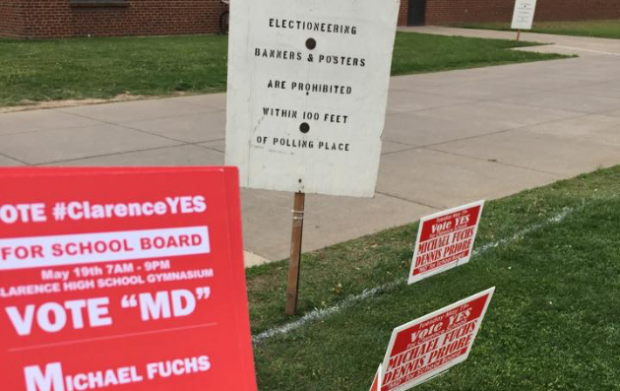 ELECTIONEERING
BANNERS & POSTERS
ARE PROHIBITED
WITHIN 100 FEET
OF POLLING PLACE
OTE #ClarenceYES
FOR SCHOOL BOARD
May 19th 7AM - 9PM
LARENCE HIGH SCHOOL GYMNASIUM
VOTE "MD"
MICHAEL FUCHS
Vote YES
MICHAEL FUCHS
DENNIS PRIORE
Vote YES
MICHAEL FUCHS
DENNIS PRIORE